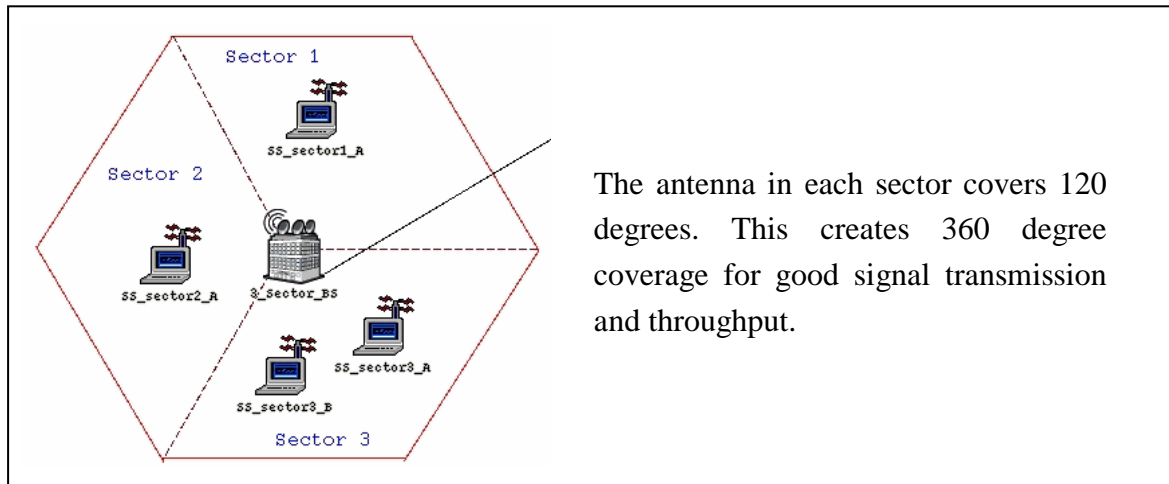 Sector 1
SS_sector1_A
Sector 2
SS_sector2_A
3_Sector_BS
SS_sector3_A
SS_sector3_B
Sector 3
The antenna in each sector covers 120
degrees. This creates 360 degree
coverage for good signal transmission
and throughput.